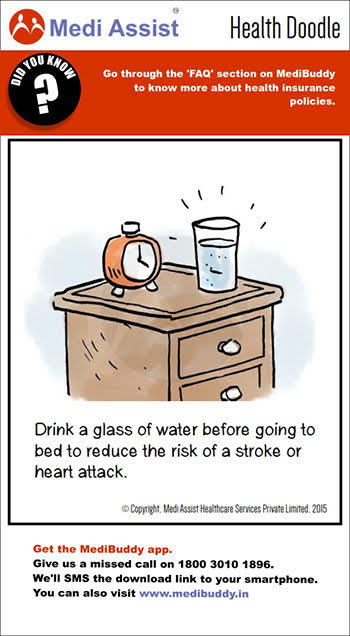 Medi Assist
Health Doodle
DID YOU KNOW
?
Go through the 'FAQ' section on MediBuddy
to know more about health insurance
policies.
Drink a glass of water before going to
bed to reduce the risk of a stroke or
heart attack.
© Copyright, Medi Assist Healthcare Services Private Limited, 2015
Get the MediBuddy app.
Give us a missed call on 1800 3010 1896.
We'll SMS the download link to your smartphone.
You can also visit www.medibuddy.in